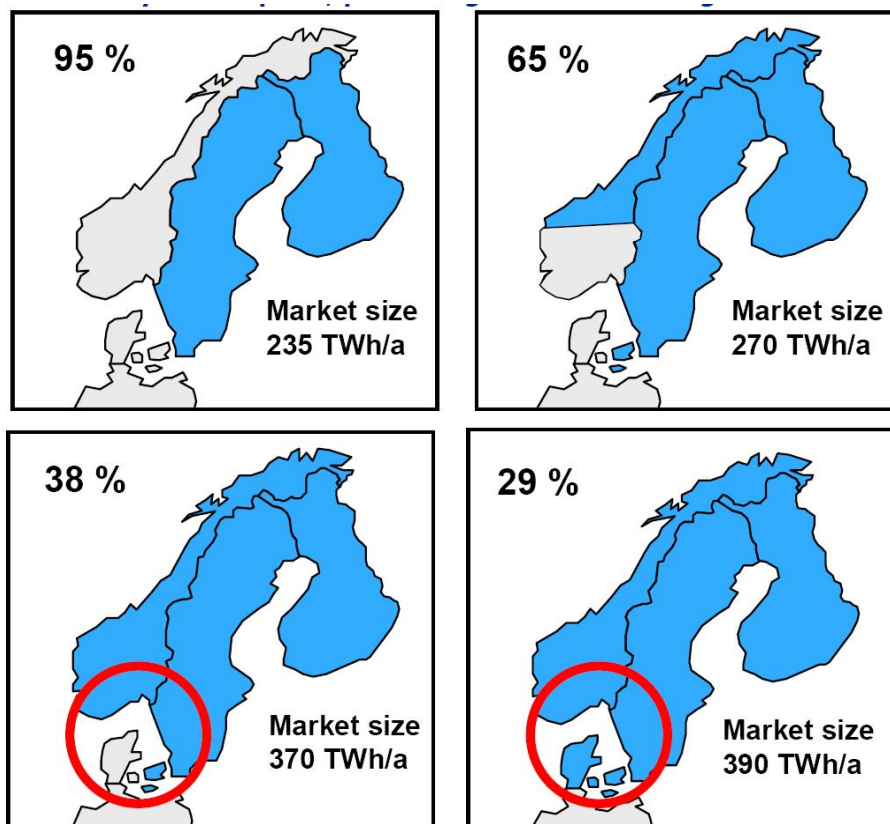 95 %
Market size
235 TWh/a
65 %
Market size
270 TWh/a
38 %
Market size
370 TWh/a
29 %
Market size
390 TWh/a